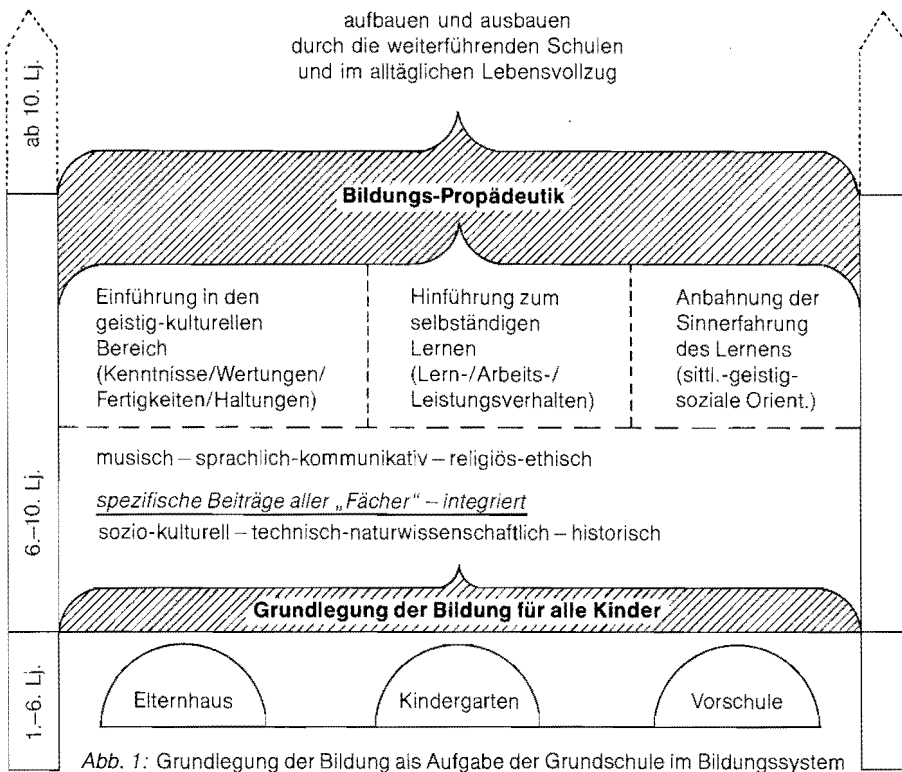 aufbauen und ausbauen
durch die weiterführenden Schulen
und im alltäglichen Lebensvollzug
ab 10. Lj.
Bildungs-Propädeutik
Einführung in den
geistig-kulturellen
Bereich
(Kenntnisse/Wertungen/
Fertigkeiten/Haltungen)
Hinführung zum
selbständigen
Lernen
(Lern-/Arbeits-/
Leistungsverhalten)
Anbahnung der
Sinnerfahrung
des Lernens
(sittl.-geistig-
soziale Orient.)
6.–10. Lj.
musisch – sprachlich-kommunikativ – religiös-ethisch
spezifische Beiträge aller „Fächer“ – integriert
sozio-kulturell – technisch-naturwissenschaftlich – historisch
Grundlegung der Bildung für alle Kinder
1.–6. Lj.
Elternhaus
Kindergarten
Vorschule
Abb. 1: Grundlegung der Bildung als Aufgabe der Grundschule im Bildungssystem